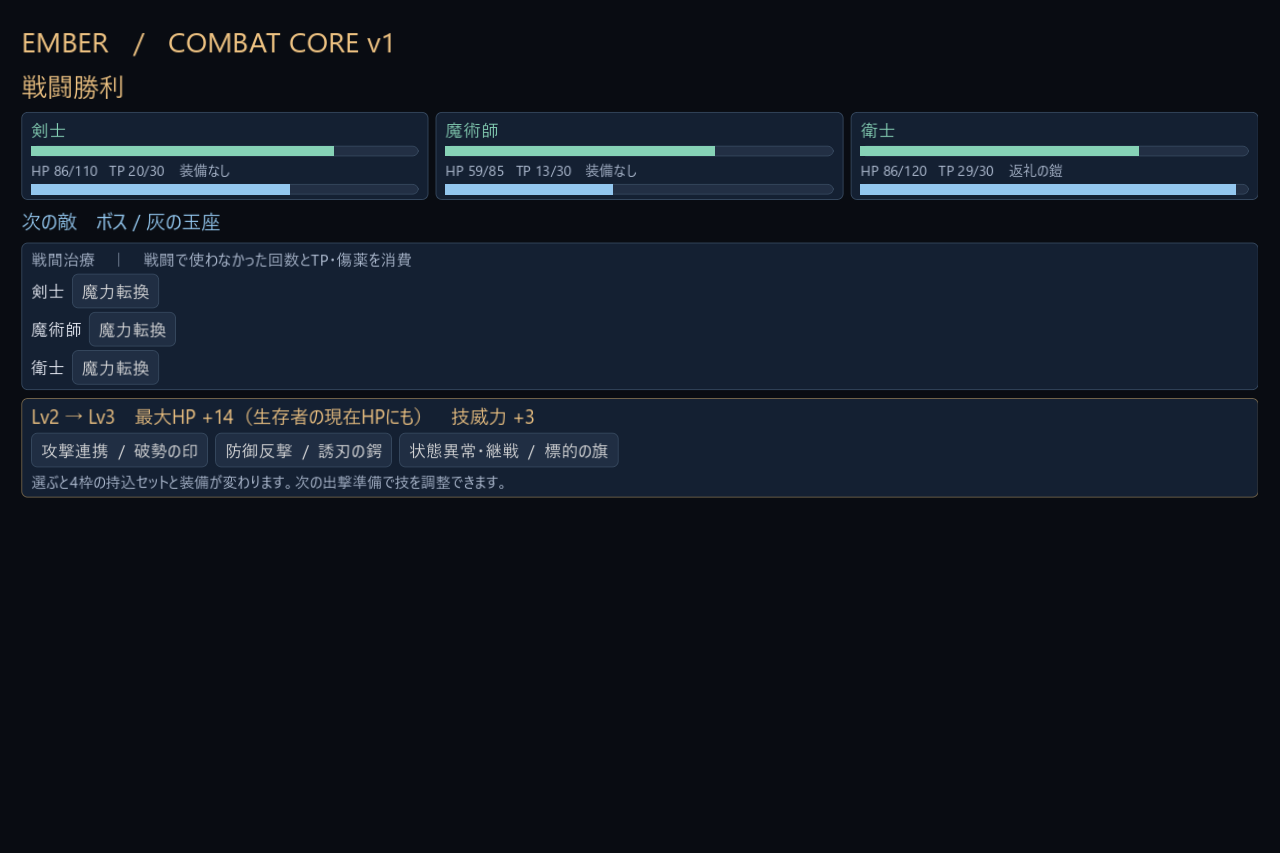 EMBER / COMBAT CORE v1
戦闘勝利
剣士
HP 86/110 TP 20/30 装備なし
魔術師
HP 59/85 TP 13/30 装備なし
衛士
HP 86/120 TP 29/30 返礼の鎧
次の敵 ボス / 灰の玉座
戦間治療 | 戦闘で使わなかった回数とTP・傷薬を消費
剣士 魔力転換
魔術師 魔力転換
衛士 魔力転換
Lv2 → Lv3 最大HP +14（生存者の現在HPにも） 技威力 +3
攻撃連携 / 破勢の印 防御反撃 / 誘刃の鍔 状態異常・継戦 / 標的の旗
選ぶと4枠の持込セットと装備が変わります。次の出撃準備で技を調整できます。